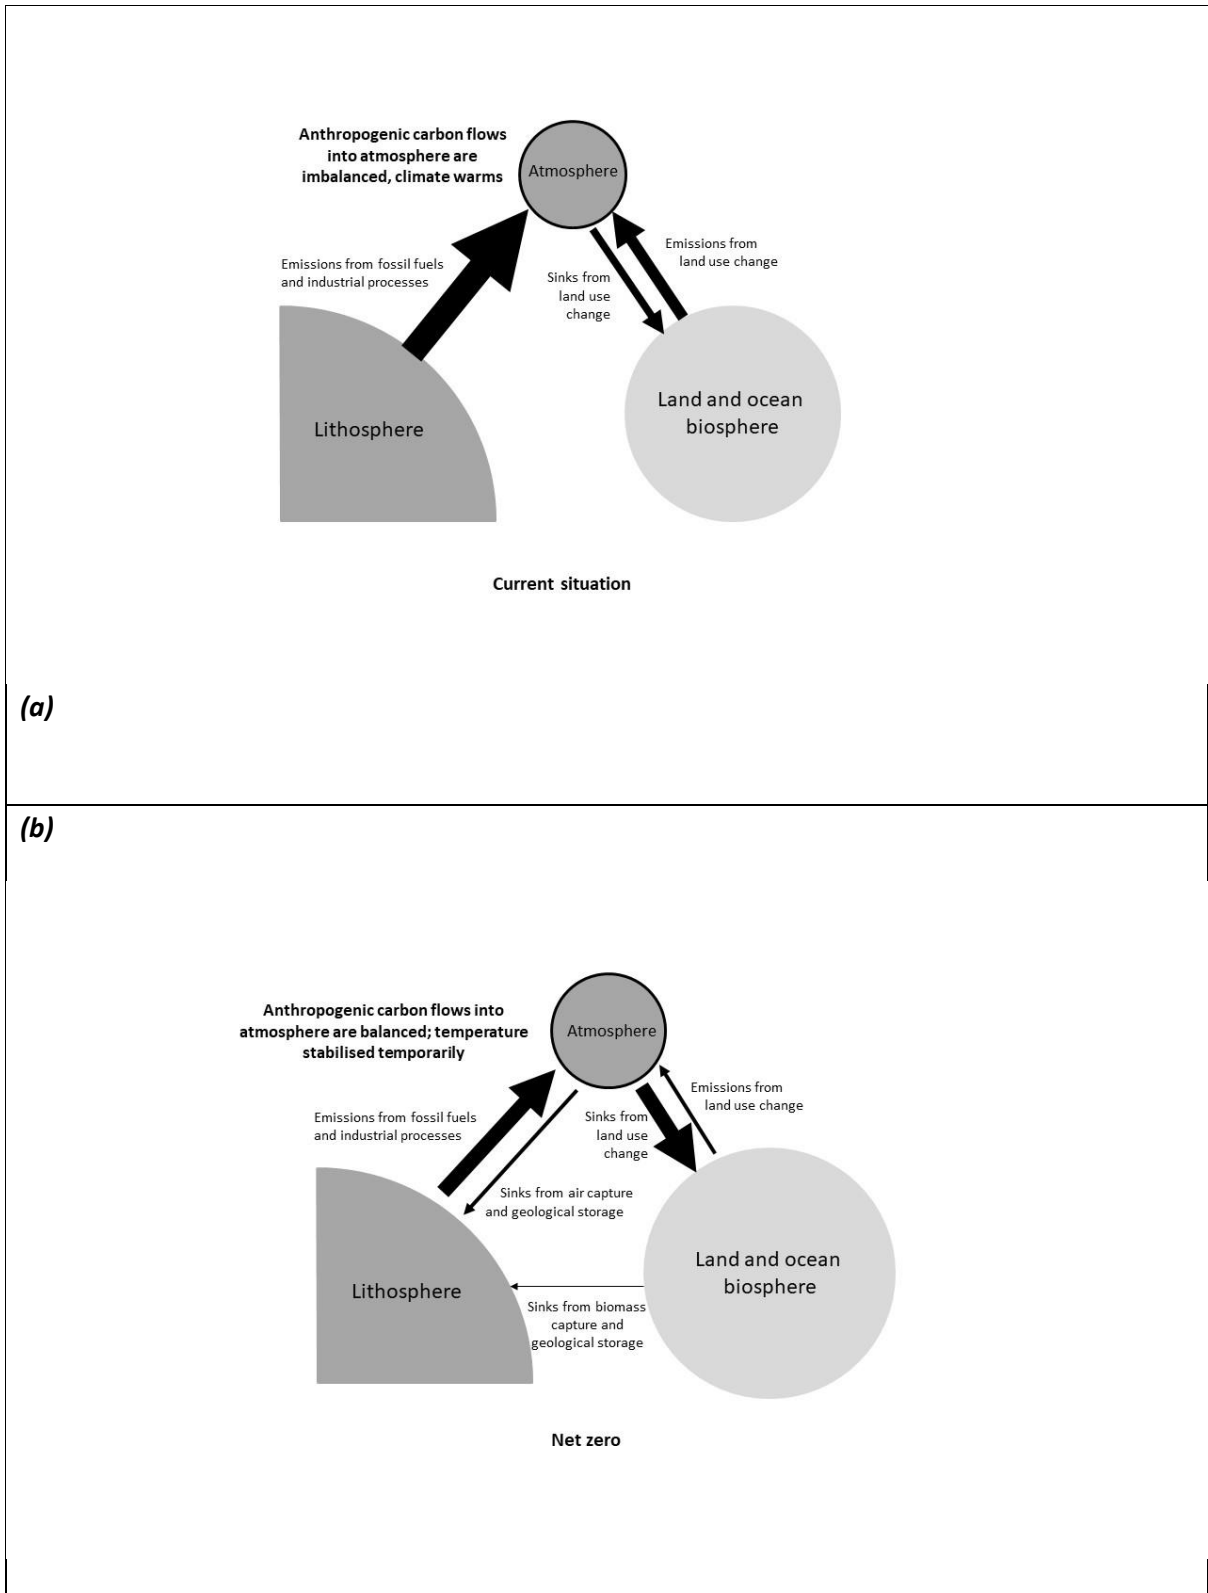 Anthropogenic carbon flows
into atmosphere are
imbalanced, climate warms
Atmosphere
Emissions from fossil fuels
and industrial processes
Sinks from
land use
change
Emissions from
land use change
Lithosphere
Land and ocean
biosphere
Current situation
(a)
(b)
Anthropogenic carbon flows into
atmosphere are balanced; temperature
stabilised temporarily
Atmosphere
Emissions from fossil fuels
and industrial processes
Sinks from
land use
change
Emissions from
land use change
Sinks from air capture
and geological storage
Lithosphere
Land and ocean
biosphere
Sinks from biomass
capture and
geological storage
Net zero